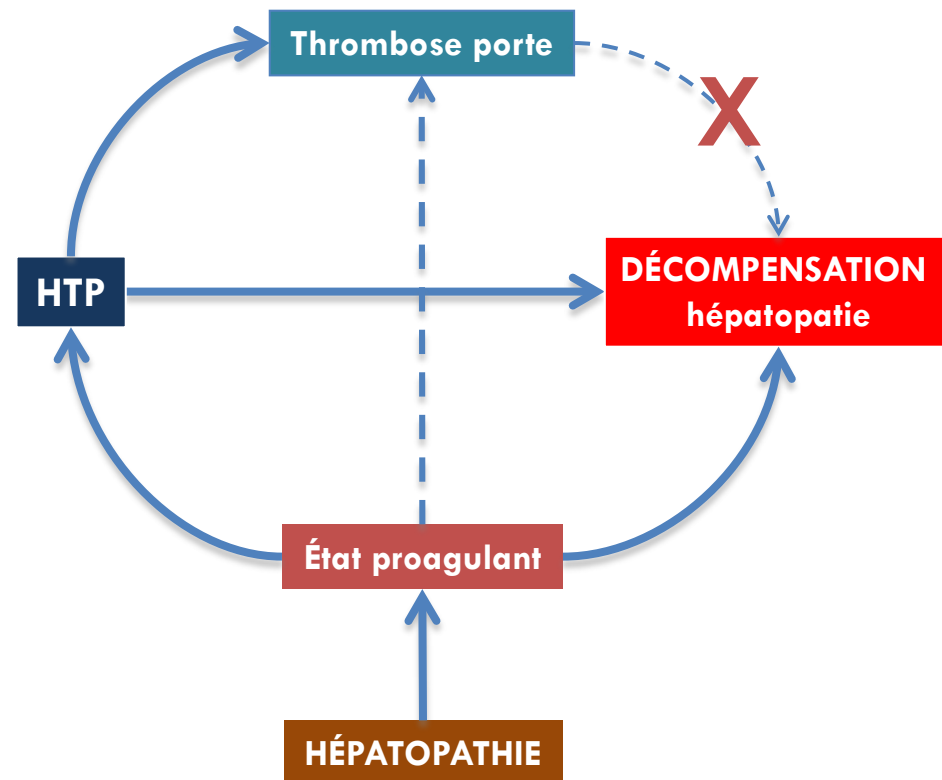 Thrombose porte
X
HTP
DÉCOMPENSATION
hépatopatie
État proagulant
HÉPATOPATHIE